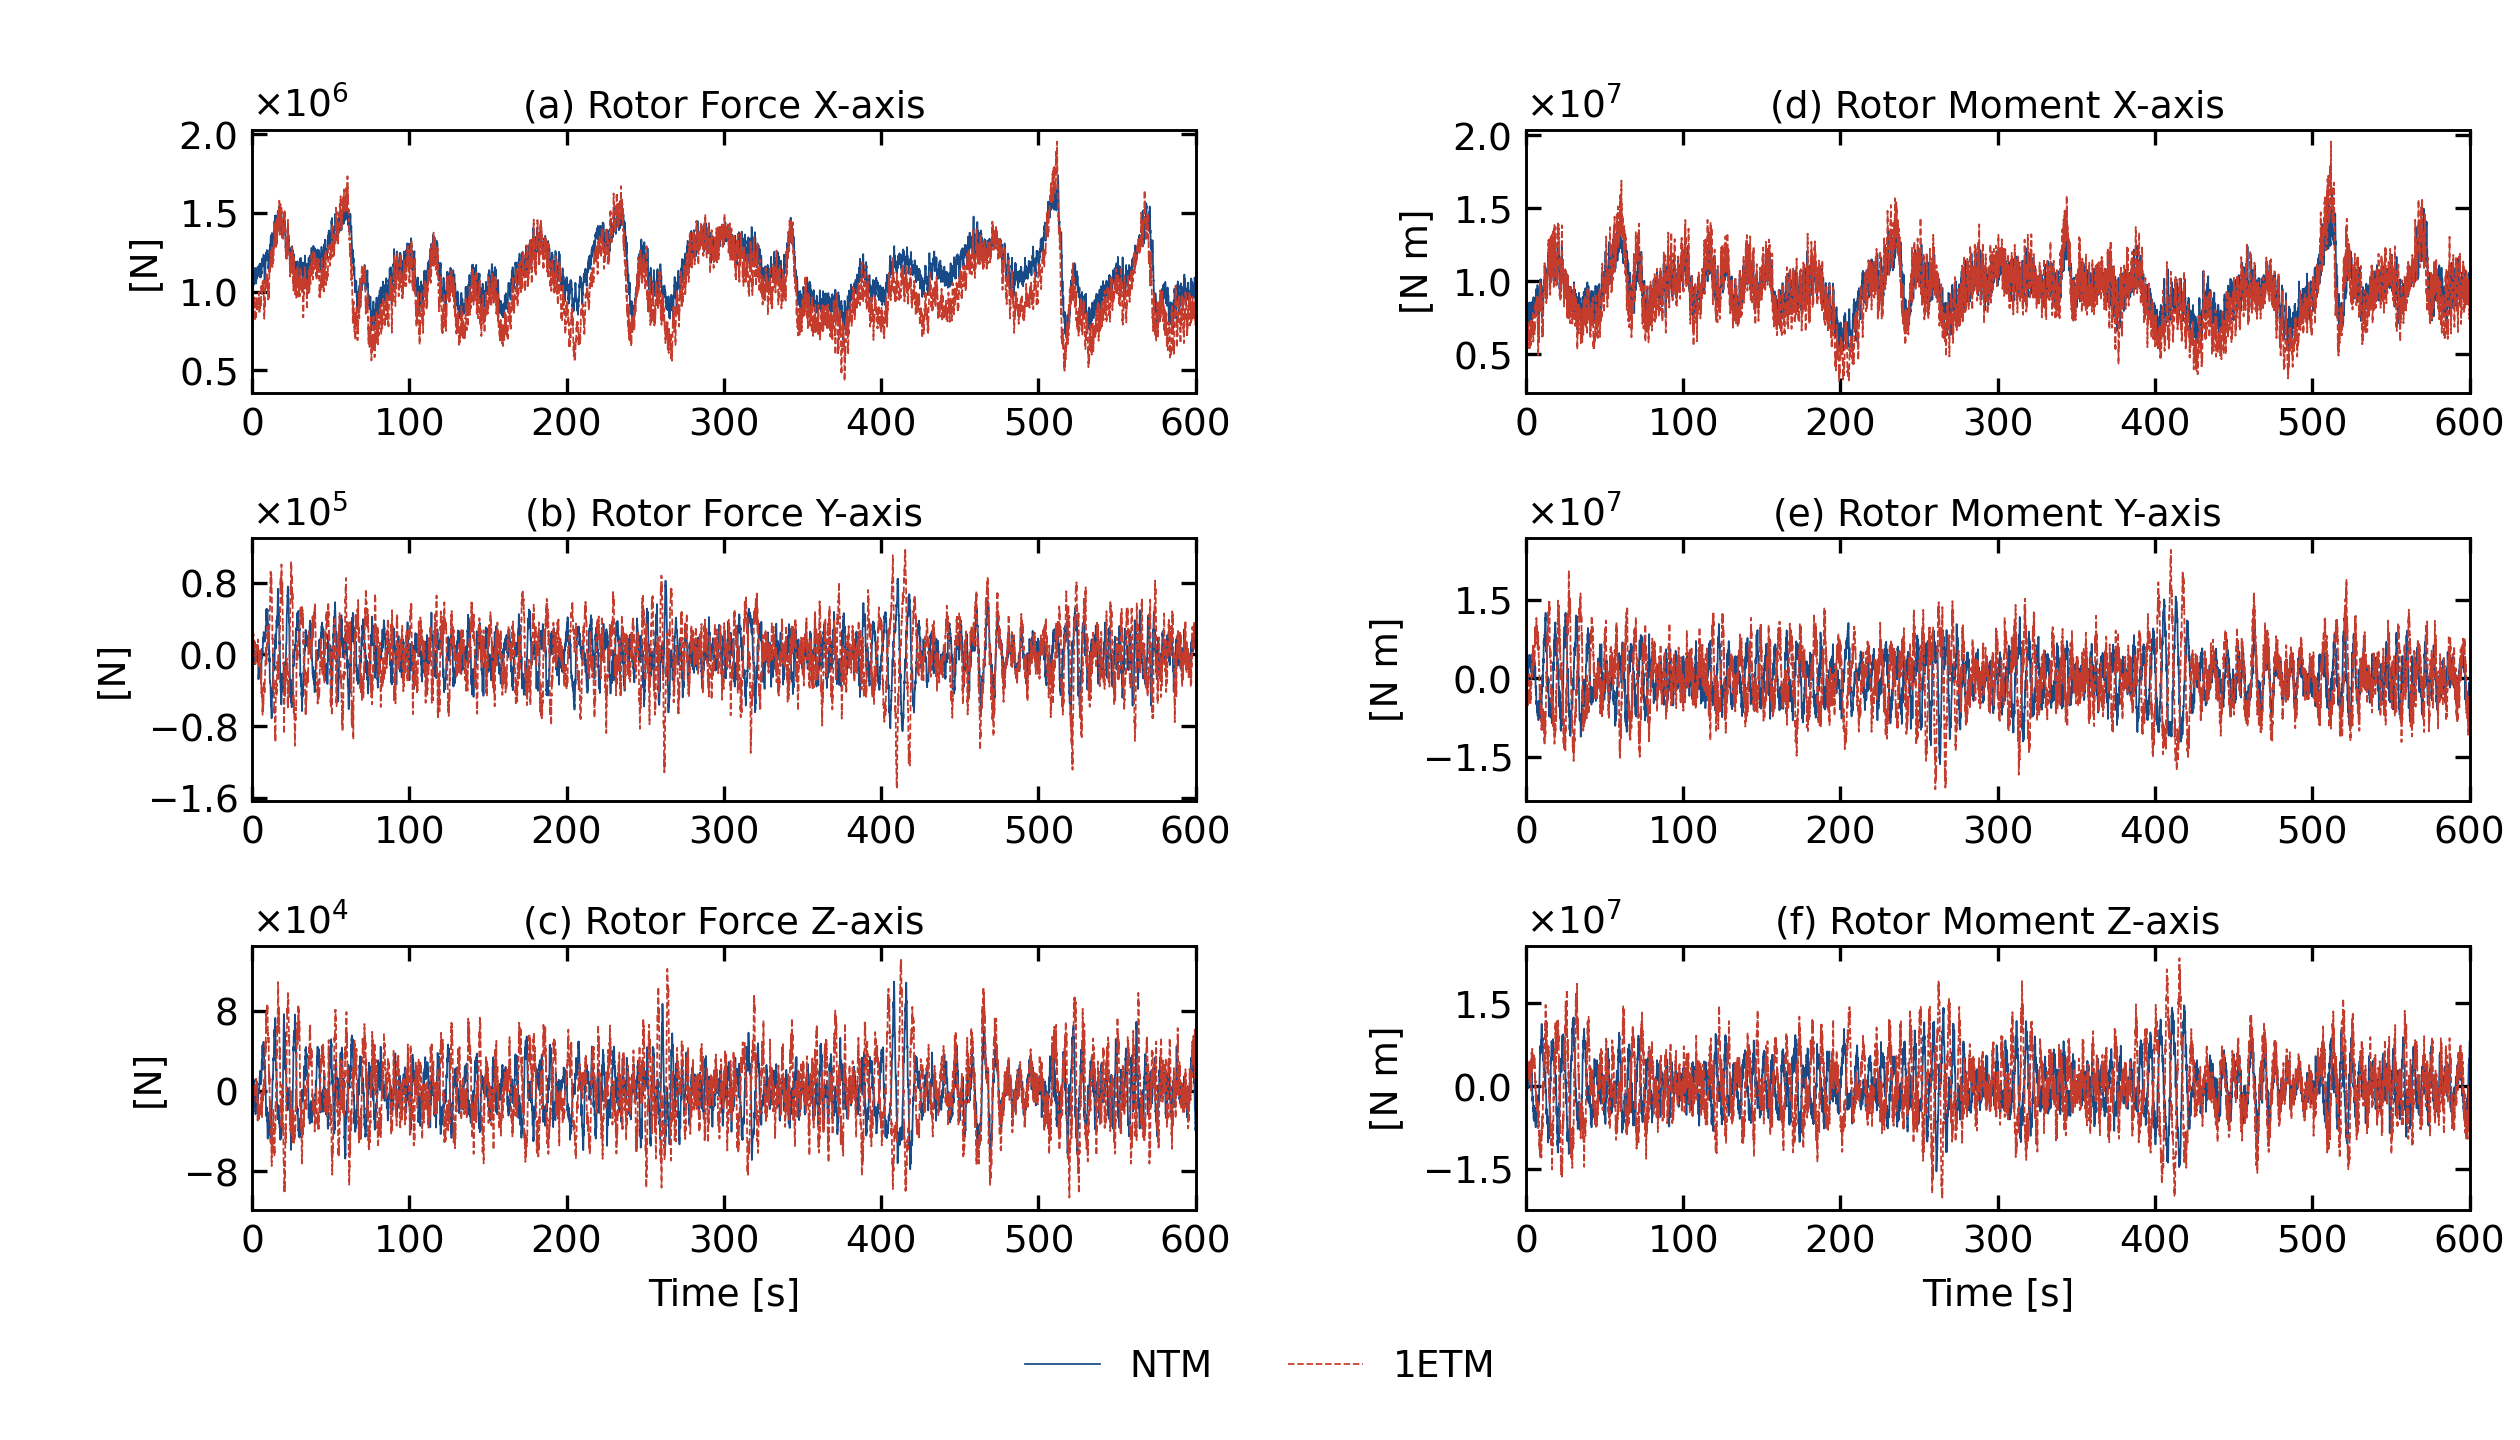 ×10⁶ (a) Rotor Force X-axis
2.0
1.5
1.0
0.5
[N]
0 100 200 300 400 500 600
×10⁷ (d) Rotor Moment X-axis
2.0
1.5
1.0
0.5
[N m]
0 100 200 300 400 500 600
×10⁵ (b) Rotor Force Y-axis
0.8
0.0
−0.8
−1.6
[N]
0 100 200 300 400 500 600
×10⁷ (e) Rotor Moment Y-axis
1.5
0.0
−1.5
[N m]
0 100 200 300 400 500 600
×10⁴ (c) Rotor Force Z-axis
8
0
−8
[N]
0 100 200 300 400 500 600
Time [s]
×10⁷ (f) Rotor Moment Z-axis
1.5
0.0
−1.5
[N m]
0 100 200 300 400 500 600
Time [s]
NTM 1ETM